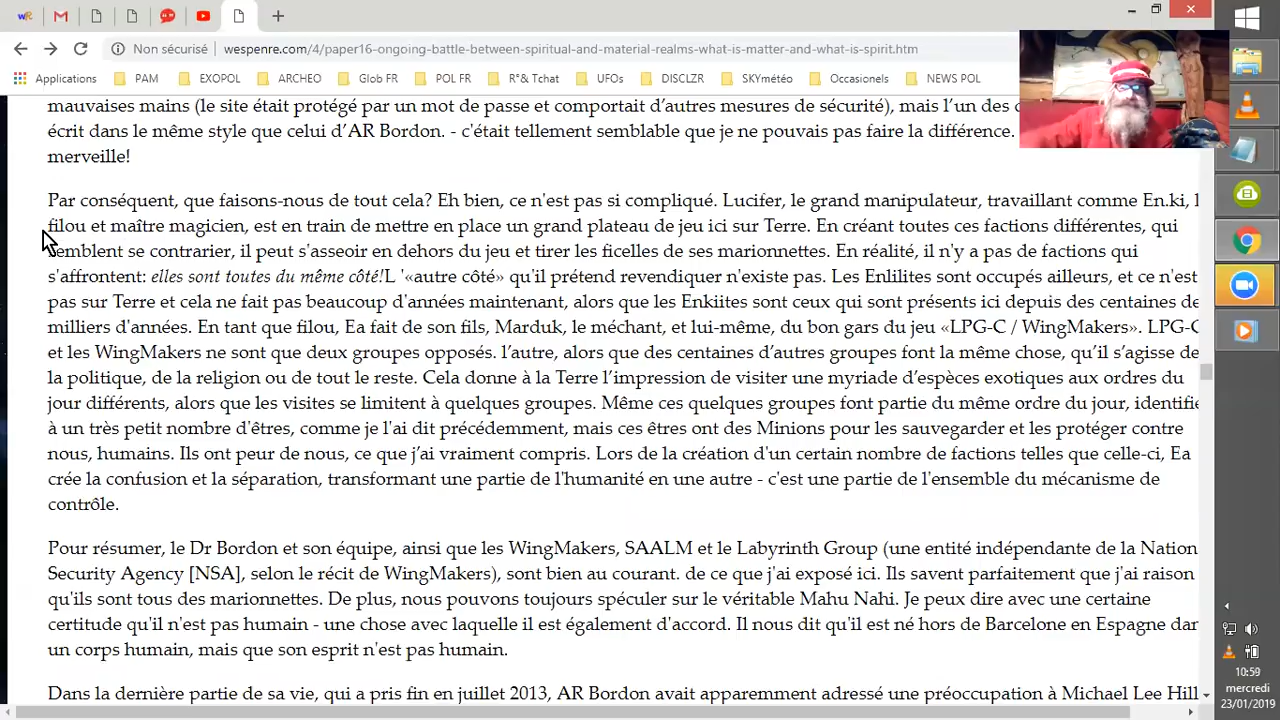 Non sécurisé
wespenre.com/4/paper16-ongoing-battle-between-spiritual-and-material-realms-what-is-matter-and-what-is-spirit.htm
Applications PAM EXOPOL ARCHEO Glob FR POL FR R°& Tchat UFOs DISCLZR SKYmétéo Occasionels NEWS POL
mauvaises mains (le site était protégé par un mot de passe et comportait d’autres mesures de sécurité), mais l’un des
écrit dans le même style que celui d’AR Bordon. - c'était tellement semblable que je ne pouvais pas faire la différence.
merveille!
Par conséquent, que faisons-nous de tout cela? Eh bien, ce n'est pas si compliqué. Lucifer, le grand manipulateur, travaillant comme En.ki,
filou et maître magicien, est en train de mettre en place un grand plateau de jeu ici sur Terre. En créant toutes ces factions différentes, qui
semblent se contrarier, il peut s'asseoir en dehors du jeu et tirer les ficelles de ses marionnettes. En réalité, il n'y a pas de factions qui
s'affrontent: elles sont toutes du même côté!L '«autre côté» qu'il prétend revendiquer n'existe pas. Les Enlilites sont occupés ailleurs, et ce n'est
pas sur Terre et cela ne fait pas beaucoup d'années maintenant, alors que les Enkiites sont ceux qui sont présents ici depuis des centaines de
milliers d'années. En tant que filou, Ea fait de son fils, Marduk, le méchant, et lui-même, du bon gars du jeu «LPG-C / WingMakers». LPG-C
et les WingMakers ne sont que deux groupes opposés. l’autre, alors que des centaines d’autres groupes font la même chose, qu’il s’agisse de
la politique, de la religion ou de tout le reste. Cela donne à la Terre l’impression de visiter une myriade d’espèces exotiques aux ordres du
jour différents, alors que les visites se limitent à quelques groupes. Même ces quelques groupes font partie du même ordre du jour, identifié
à un très petit nombre d'êtres, comme je l'ai dit précédemment, mais ces êtres ont des Minions pour les sauvegarder et les protéger contre
nous, humains. Ils ont peur de nous, ce que j’ai vraiment compris. Lors de la création d'un certain nombre de factions telles que celle-ci, Ea
crée la confusion et la séparation, transformant une partie de l'humanité en une autre - c'est une partie de l'ensemble du mécanisme de
contrôle.
Pour résumer, le Dr Bordon et son équipe, ainsi que les WingMakers, SAALM et le Labyrinth Group (une entité indépendante de la Nation
Security Agency [NSA], selon le récit de WingMakers), sont bien au courant. de ce que j'ai exposé ici. Ils savent parfaitement que j'ai raison
qu'ils sont tous des marionnettes. De plus, nous pouvons toujours spéculer sur le véritable Mahu Nahi. Je peux dire avec une certaine
certitude qu'il n'est pas humain - une chose avec laquelle il est également d’accord. Il nous dit qu'il est né hors de Barcelone en Espagne dan
un corps humain, mais que son esprit n'est pas humain.
Dans la dernière partie de sa vie, qui a pris fin en juillet 2013, AR Bordon avait apparemment adressé une préoccupation à Michael Lee Hill
10:59
mercredi
23/01/2019